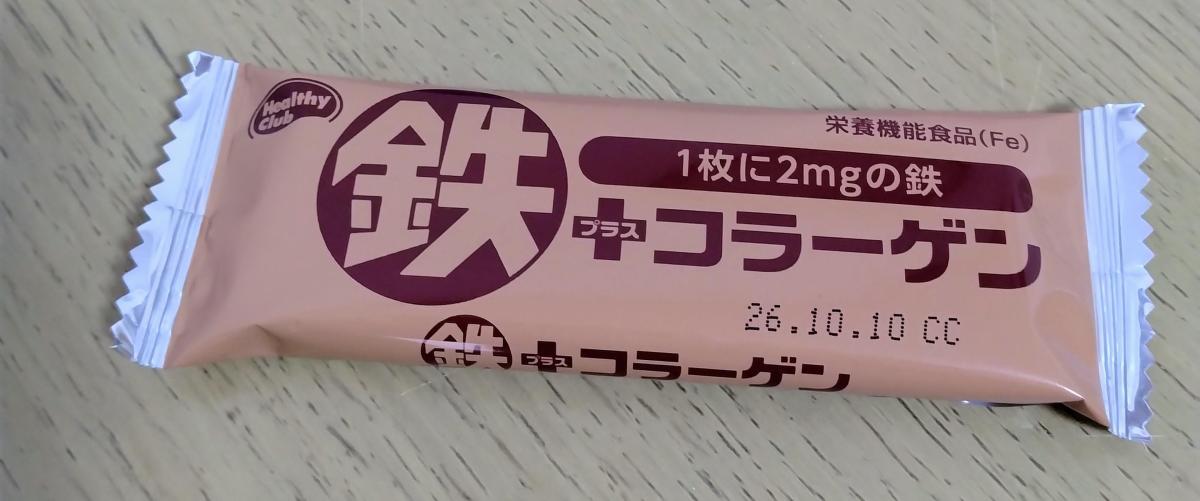 Healthy
Club
鉄
栄養機能食品(Fe)
1枚に2mgの鉄
プラス
+コラーゲン
26.10.10 CC
鉄 プラス +コラーゲン